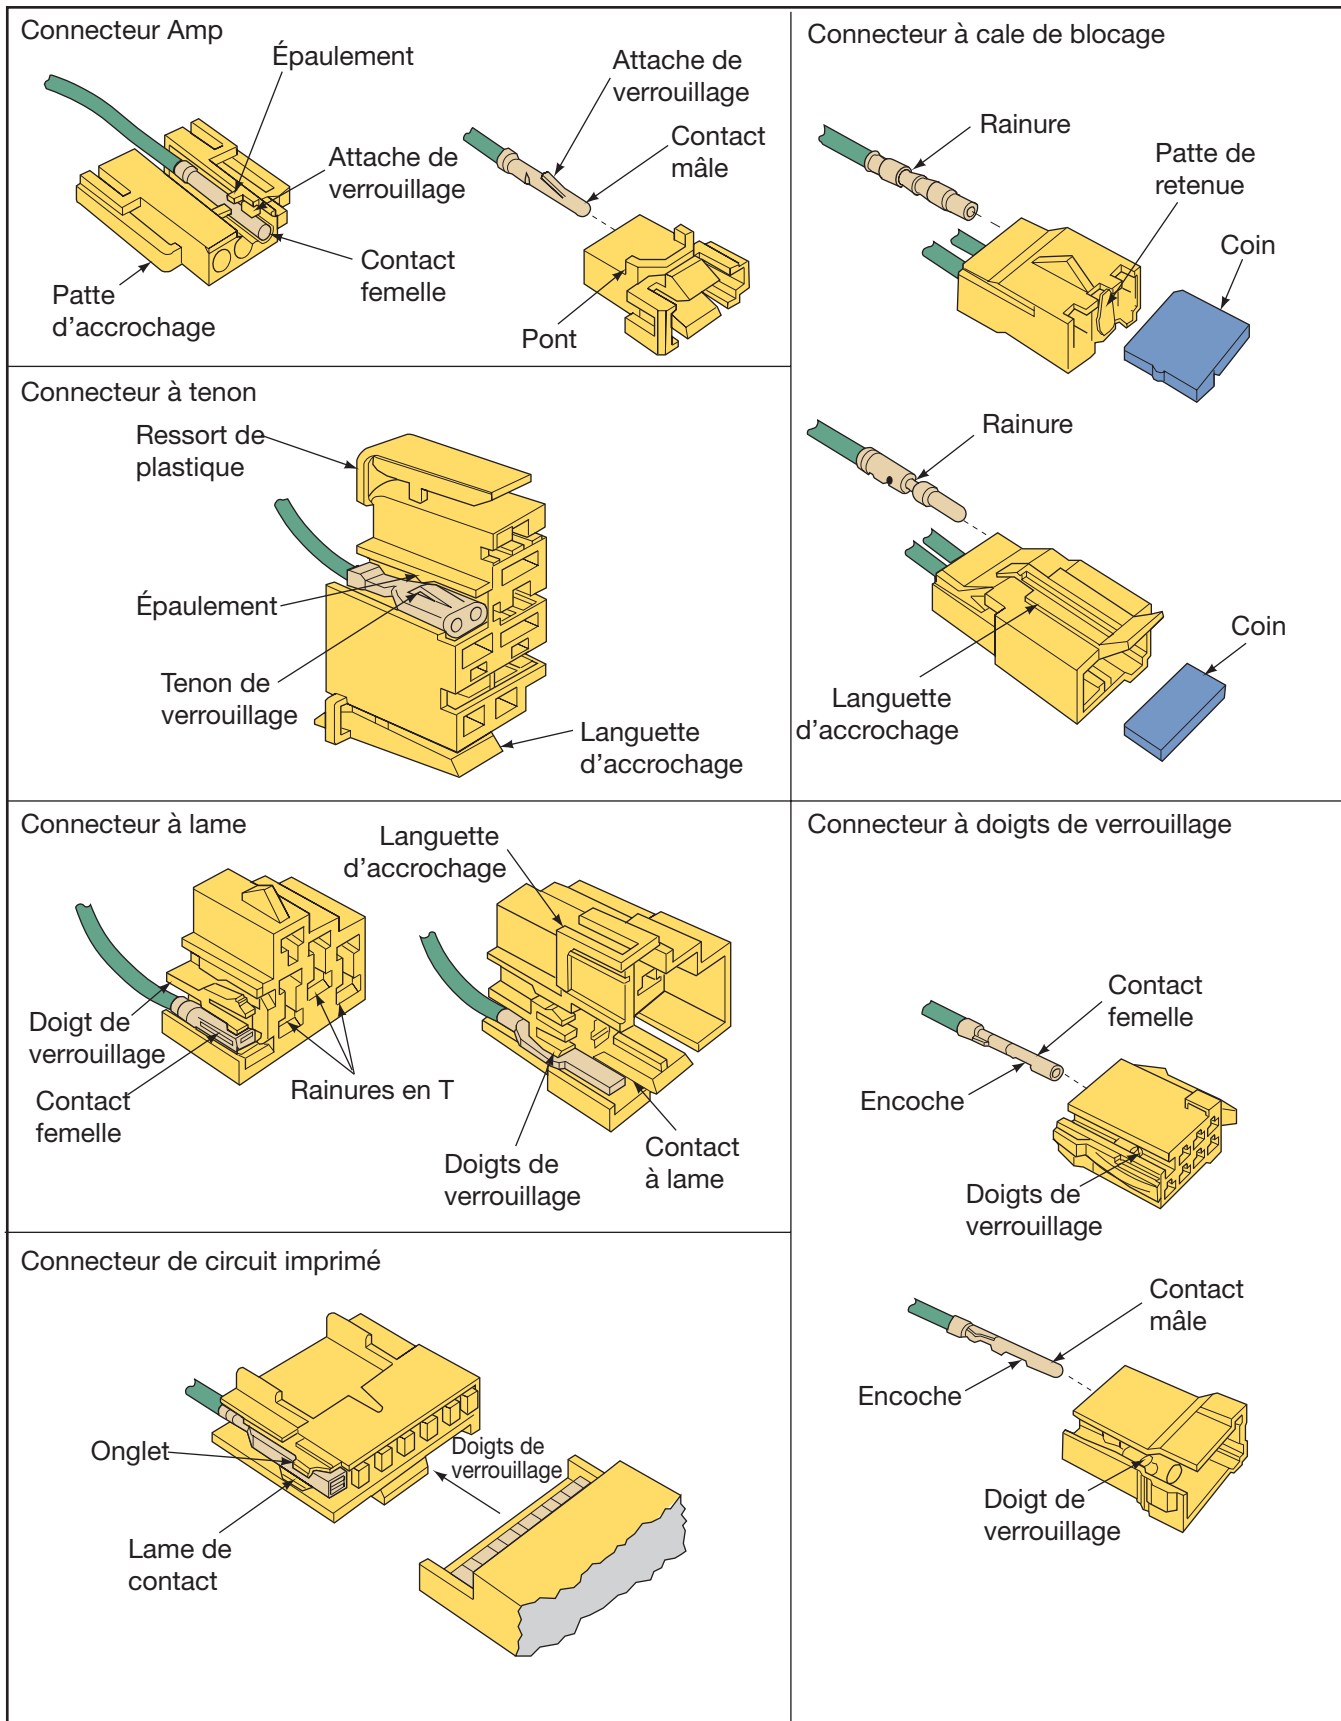 Connecteur Amp
Épaulement
Attache de
verrouillage
Contact
femelle
Patte
d'accrochage
Attache de
verrouillage
Contact
mâle
Pont
Connecteur à cale de blocage
Rainure
Patte de
retenue
Coin
Rainure
Coin
Languette
d'accrochage
Connecteur à tenon
Ressort de
plastique
Épaulement
Tenon de
verrouillage
Languette
d'accrochage
Connecteur à lame
Doigt de
verrouillage
Contact
femelle
Rainures en T
Languette
d'accrochage
Doigts de
verrouillage
Contact
à lame
Connecteur à doigts de verrouillage
Contact
femelle
Encoche
Doigts de
verrouillage
Contact
mâle
Encoche
Doigt de
verrouillage
Connecteur de circuit imprimé
Onglet
Lame de
contact
Doigts de
verrouillage